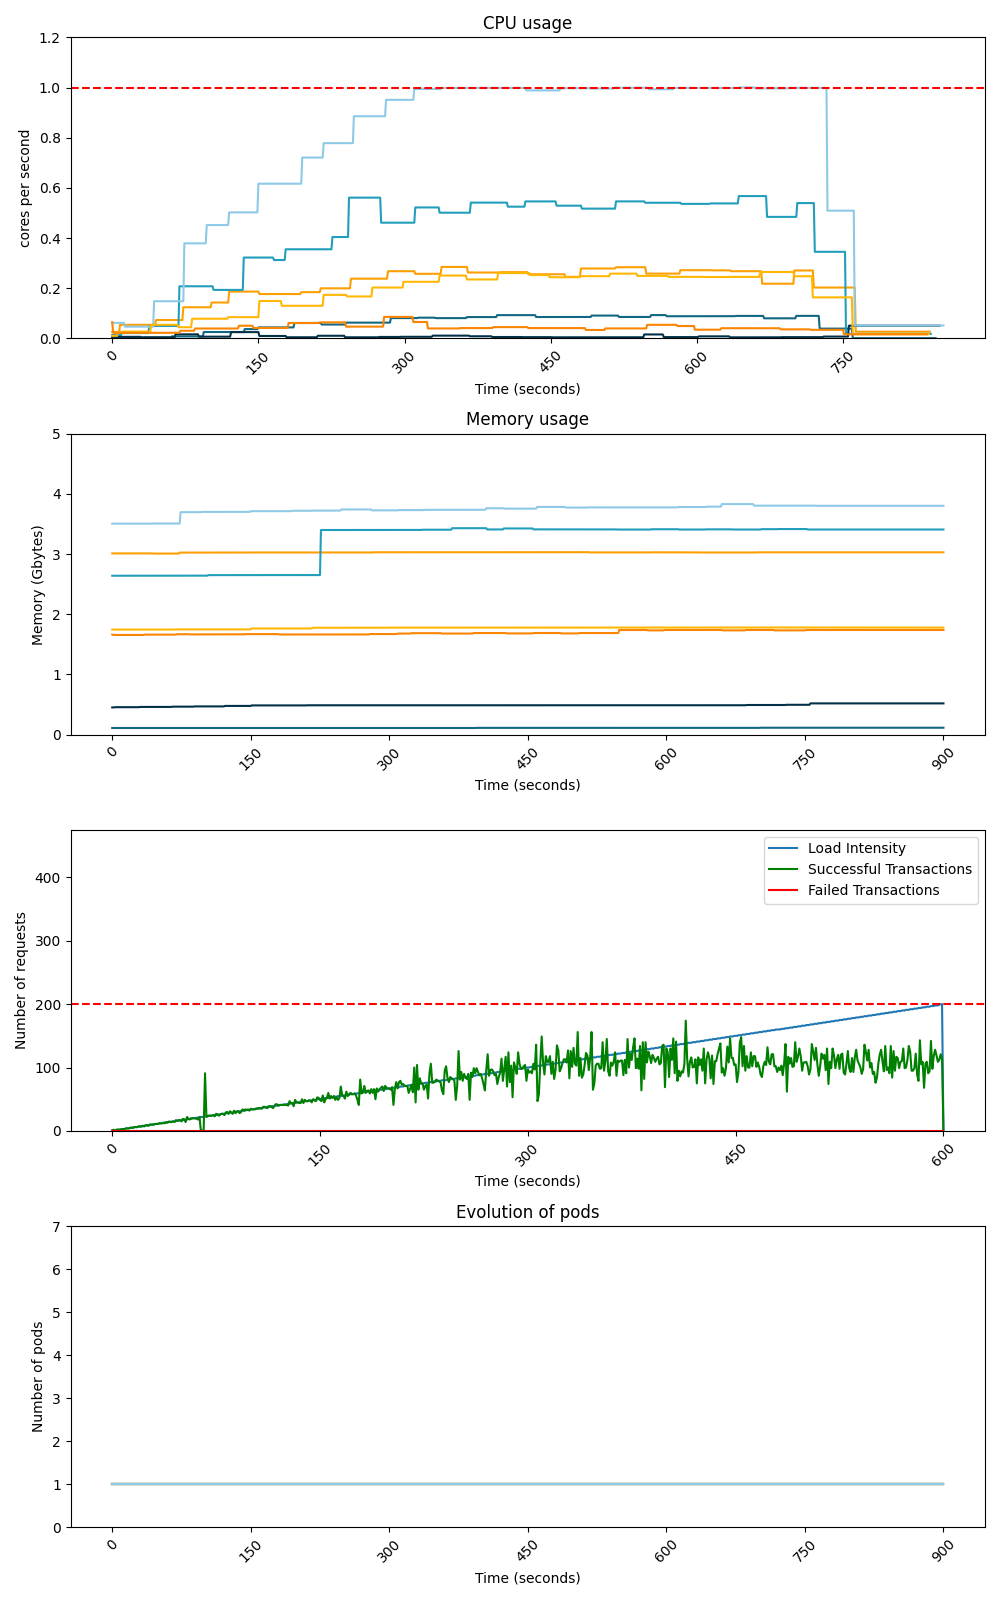 CPU usage
1.2
1.0
0.8
0.6
0.4
0.2
0.0
cores per second
0 150 300 450 600 750
Time (seconds)
Memory usage
5
4
3
2
1
0
Memory (Gbytes)
0 150 300 450 600 750 900
Time (seconds)
Load Intensity
Successful Transactions
Failed Transactions
400
300
200
100
0
Number of requests
0 150 300 450 600
Time (seconds)
Evolution of pods
7
6
5
4
3
2
1
0
Number of pods
0 150 300 450 600 750 900
Time (seconds)